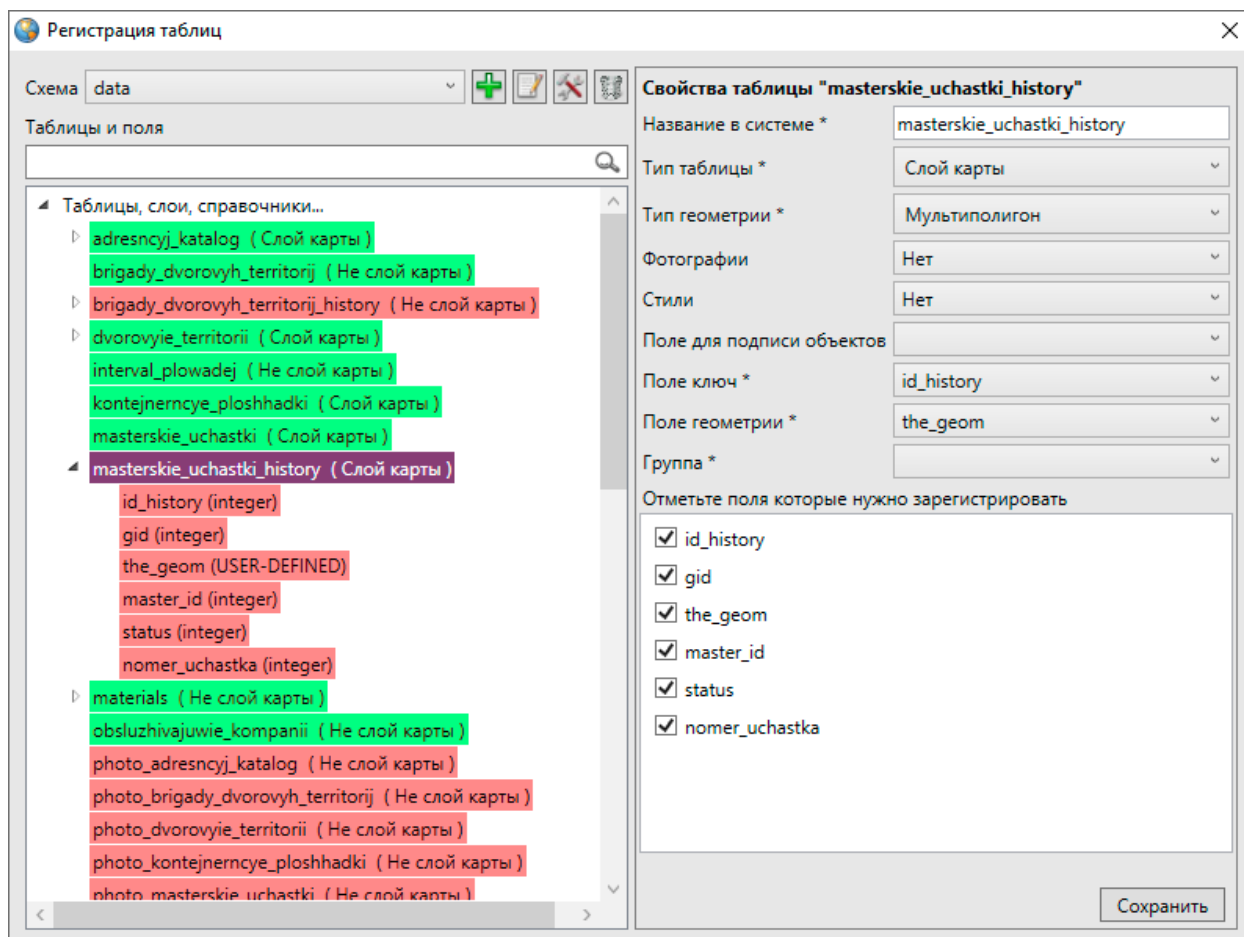 Регистрация таблиц
Схема data
Таблицы и поля
Таблицы, слои, справочники...
adresncyj_katalog ( Слой карты )
brigady_dvorovyh_territorij ( Не слой карты )
brigady_dvorovyh_territorij_history ( Не слой карты )
dvorovyie_territorii ( Слой карты )
interval_plowadej ( Не слой карты )
kontejnerncye_ploshhadki ( Слой карты )
masterskie_uchastki ( Слой карты )
masterskie_uchastki_history ( Слой карты )
id_history (integer)
gid (integer)
the_geom (USER-DEFINED)
master_id (integer)
status (integer)
nomer_uchastka (integer)
materials ( Не слой карты )
obsluzhivajuwie_kompanii ( Не слой карты )
photo_adresncyj_katalog ( Не слой карты )
photo_brigady_dvorovyh_territorij ( Не слой карты )
photo_dvorovyie_territorii ( Не слой карты )
photo_kontejnerncye_ploshhadki ( Не слой карты )
photo_masterskie_uchastki ( Не слой карты )
Свойства таблицы "masterskie_uchastki_history"
Название в системе * masterskie_uchastki_history
Тип таблицы * Слой карты
Тип геометрии * Мультиполигон
Фотографии Нет
Стили Нет
Поле для подписи объектов
Поле ключ * id_history
Поле геометрии * the_geom
Группа *
Отметьте поля которые нужно зарегистрировать
id_history
gid
the_geom
master_id
status
nomer_uchastka
Сохранить